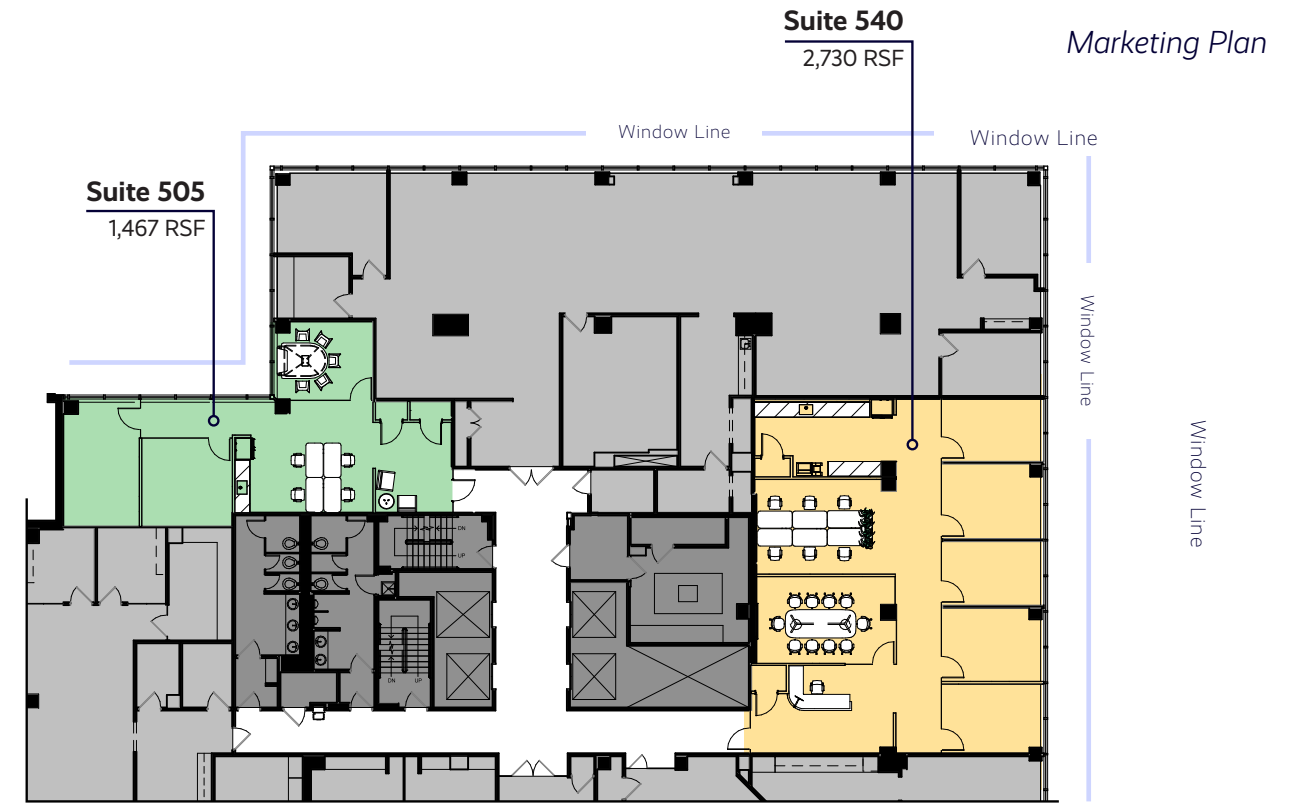 Suite 540
2,730 RSF
Marketing Plan
Window Line
Window Line
Suite 505
1,467 RSF
Window Line
Window Line
DN
UP
DN
UP